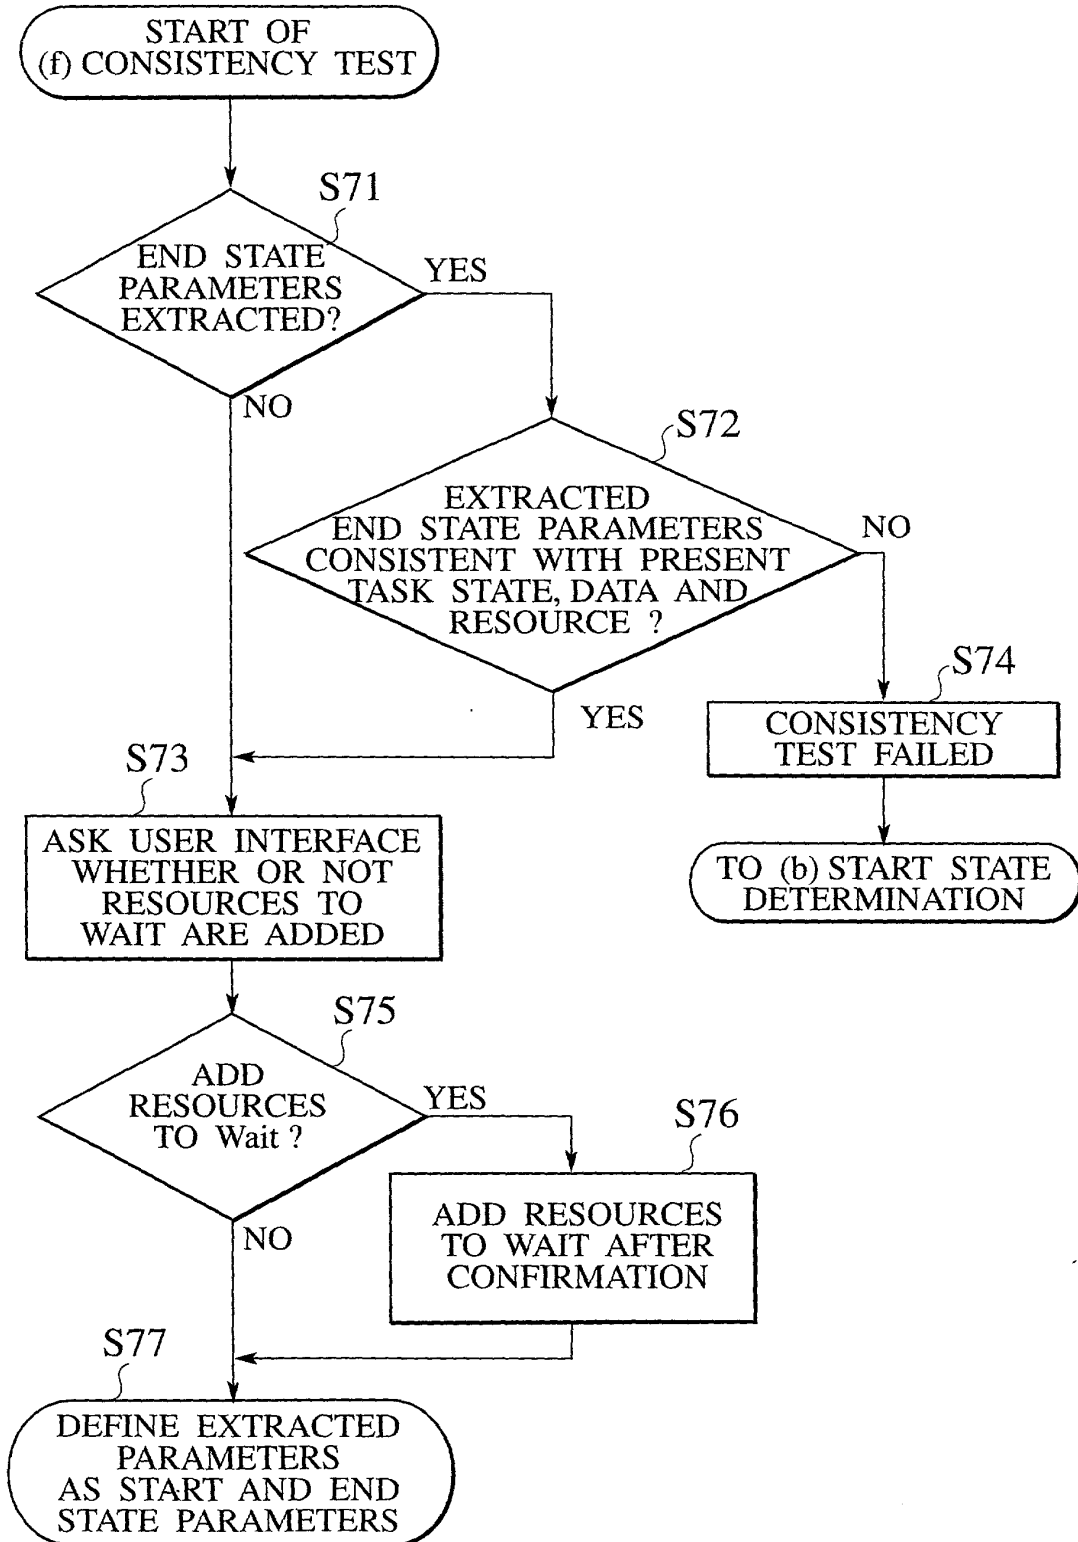 START OF
(f) CONSISTENCY TEST
S71
END STATE
PARAMETERS
EXTRACTED?
YES
NO
S72
EXTRACTED
END STATE PARAMETERS
CONSISTENT WITH PRESENT
TASK STATE, DATA AND
RESOURCE ?
NO
YES
S74
CONSISTENCY
TEST FAILED
TO (b) START STATE
DETERMINATION
S73
ASK USER INTERFACE
WHETHER OR NOT
RESOURCES TO
WAIT ARE ADDED
S75
ADD
RESOURCES
TO Wait ?
YES
NO
S76
ADD RESOURCES
TO WAIT AFTER
CONFIRMATION
S77
DEFINE EXTRACTED
PARAMETERS
AS START AND END
STATE PARAMETERS